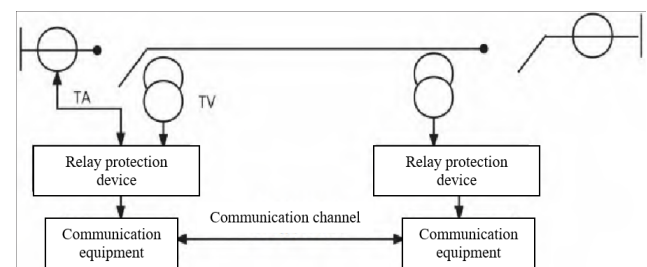 TA
TV
Relay protection
device
Relay protection
device
Communication channel
Communication
equipment
Communication
equipment